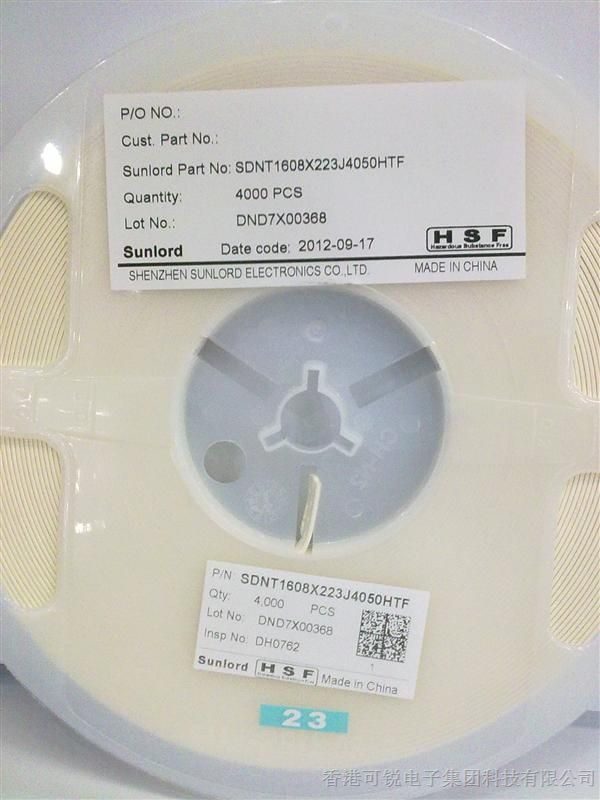 P/O NO.:
Cust. Part No.:
Sunlord Part No: SDNT1608X223J4050HTF
Quantity: 4000 PCS
Lot No.: DND7X00368
Sunlord Date code: 2012-09-17 HSF
Hazardous Substance Free
SHENZHEN SUNLORD ELECTRONICS CO.,LTD. MADE IN CHINA
P/N: SDNT1608X223J4050HTF
Qty: 4,000 PCS
Lot No: DND7X00368
Insp No: DH0762
1
Sunlord HSF Made in China
23
香港可锐电子集团科技有限公司